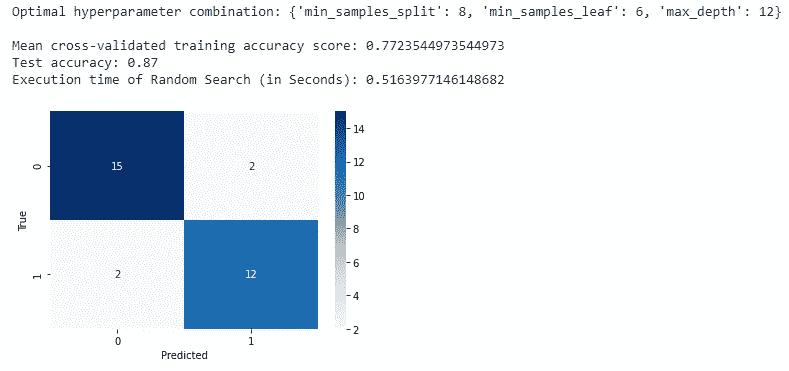 Optimal hyperparameter combination: {'min_samples_split': 8, 'min_samples_leaf': 6, 'max_depth': 12}
Mean cross-validated training accuracy score: 0.7723544973544973
Test accuracy: 0.87
Execution time of Random Search (in Seconds): 0.5163977146148682
14
12
10
8
6
4
2
True
0
1
15
2
2
12
0
1
Predicted